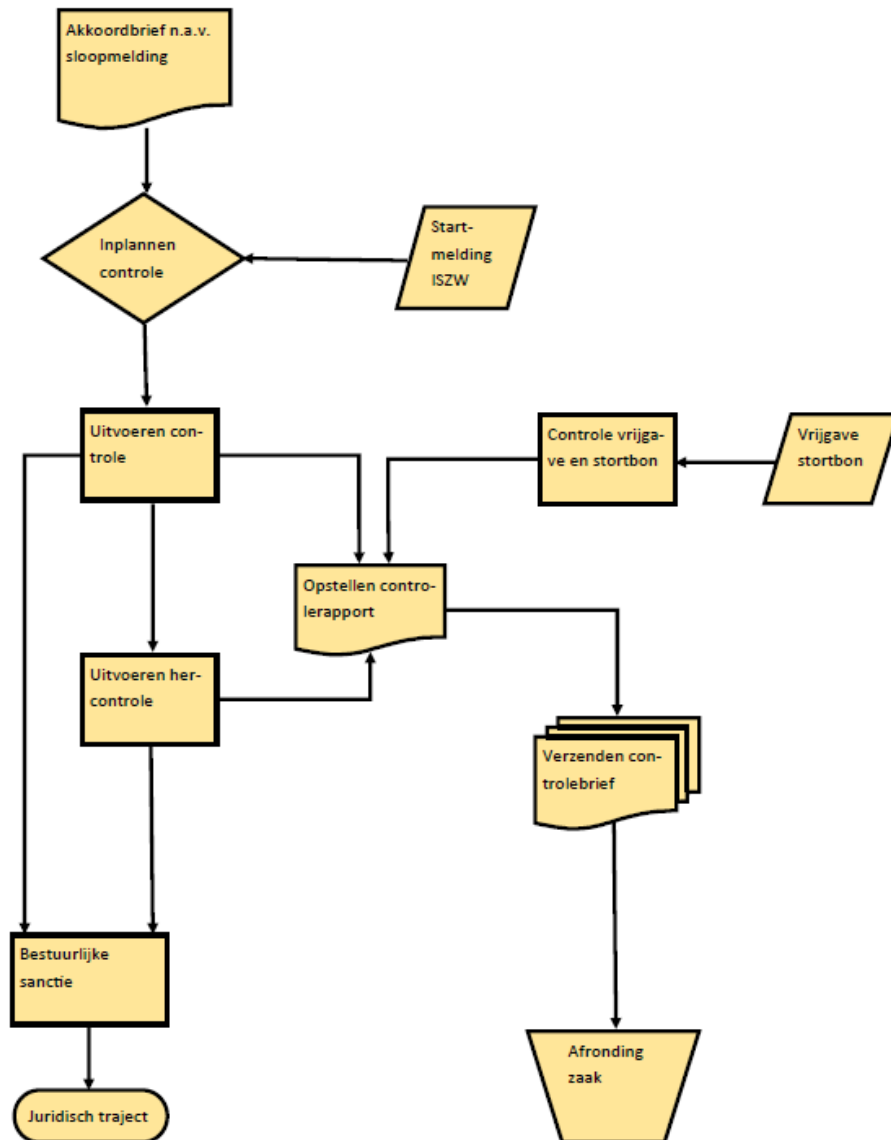 Akkoordbrief n.a.v.
sloopmelding
Inplannen
controle
Start-
melding
ISZW
Uitvoeren con-
trole
Controle vrijga-
ve en stortbon
Vrijgave
stortbon
Opstellen contro-
lerapport
Uitvoeren her-
controle
Verzenden con-
trolebrief
Bestuurlijke
sanctie
Afronding
zaak
Juridisch traject